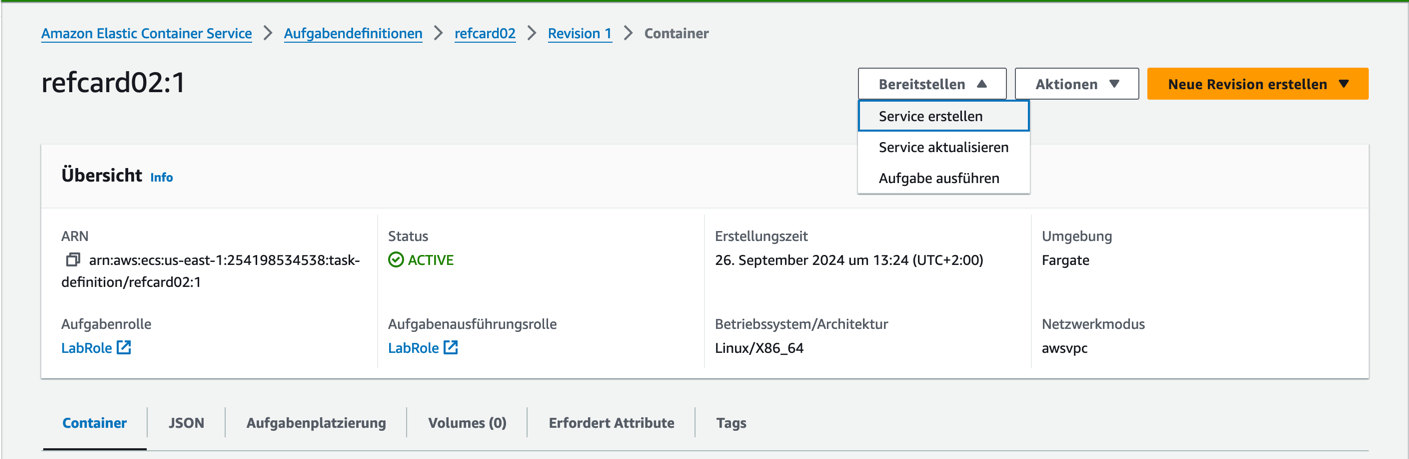 Amazon Elastic Container Service > Aufgabendefinitionen > refcard02 > Revision 1 > Container
refcard02:1
Bereitstellen ▲ Aktionen ▼ Neue Revision erstellen ▼
Service erstellen
Service aktualisieren
Aufgabe ausführen
Übersicht Info
ARN
arn:aws:ecs:us-east-1:254198534538:task-
definition/refcard02:1
Status
ACTIVE
Erstellungszeit
26. September 2024 um 13:24 (UTC+2:00)
Umgebung
Fargate
Aufgabenrolle
LabRole
Aufgabenausführungsrolle
LabRole
Betriebssystem/Architektur
Linux/X86_64
Netzwerkmodus
awsvpc
Container JSON Aufgabenplatzierung Volumes (0) Erfordert Attribute Tags